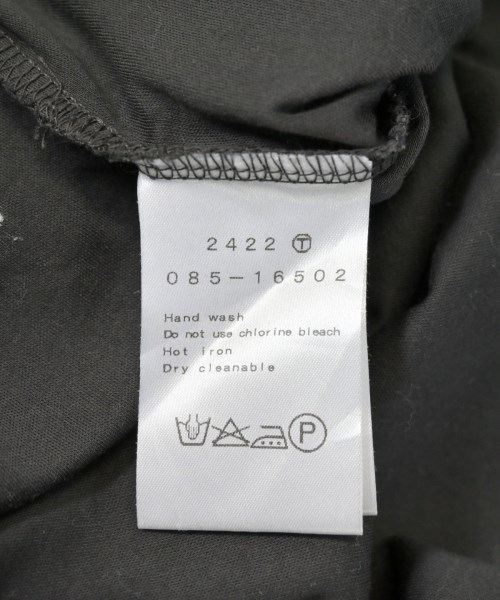 2422 Ⓣ
085-16502
Hand wash
Do not use chlorine bleach
Hot iron
Dry cleanable
P